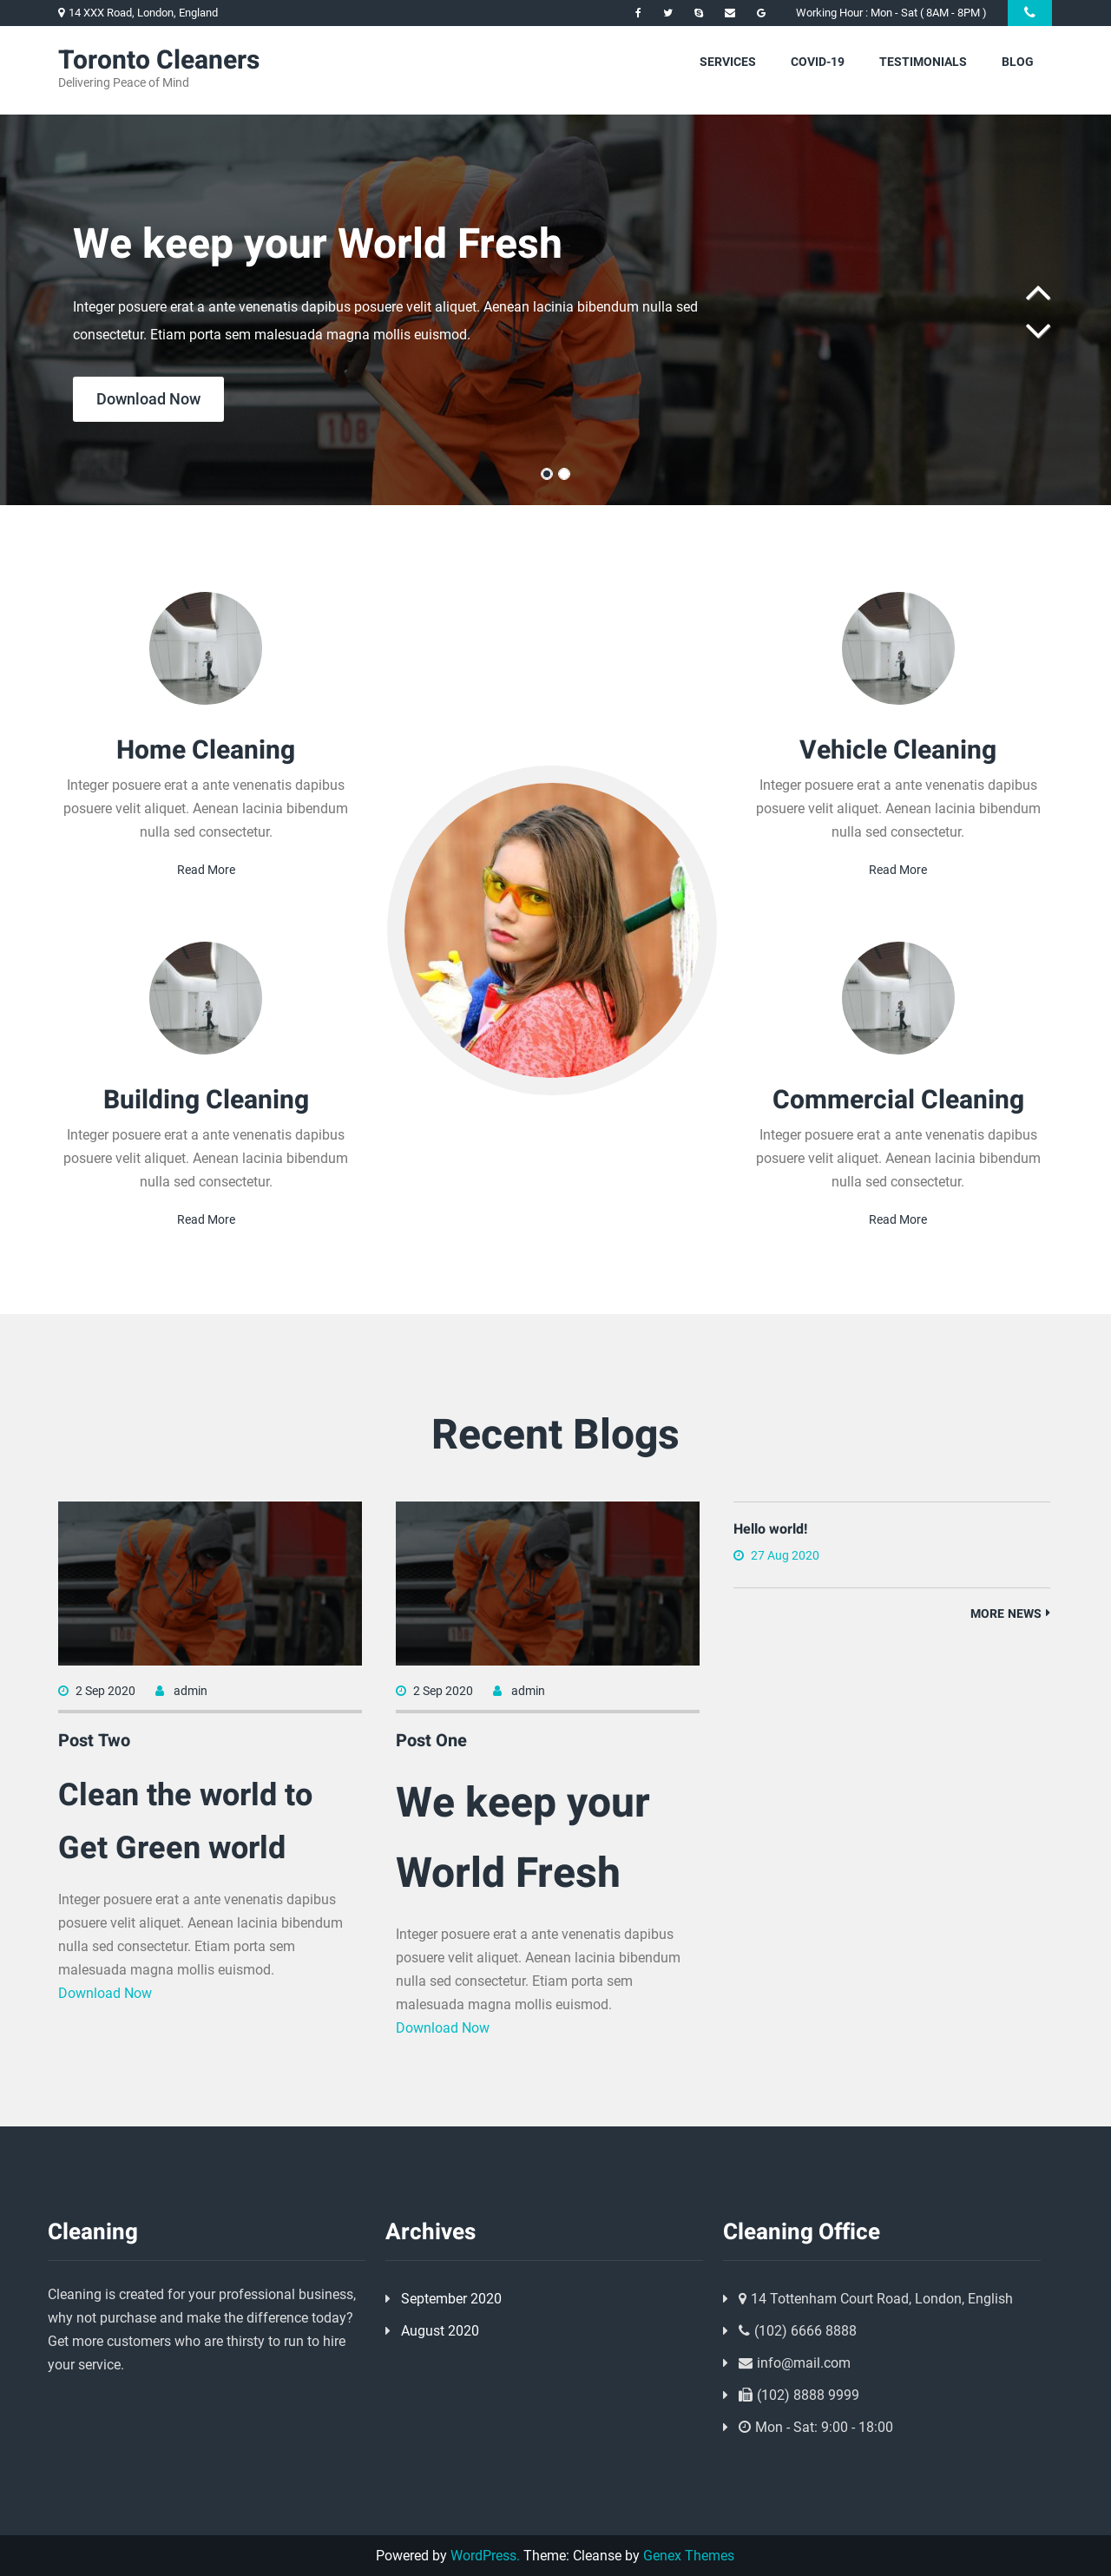 14 XXX Road, London, England
Working Hour : Mon - Sat ( 8AM - 8PM )
Toronto Cleaners
Delivering Peace of Mind
SERVICES
COVID-19
TESTIMONIALS
BLOG
We keep your World Fresh
Integer posuere erat a ante venenatis dapibus posuere velit aliquet. Aenean lacinia bibendum nulla sed
consectetur. Etiam porta sem malesuada magna mollis euismod.
Download Now
108-
Home Cleaning
Integer posuere erat a ante venenatis dapibus
posuere velit aliquet. Aenean lacinia bibendum
nulla sed consectetur.
Read More
Building Cleaning
Integer posuere erat a ante venenatis dapibus
posuere velit aliquet. Aenean lacinia bibendum
nulla sed consectetur.
Read More
Vehicle Cleaning
Integer posuere erat a ante venenatis dapibus
posuere velit aliquet. Aenean lacinia bibendum
nulla sed consectetur.
Read More
Commercial Cleaning
Integer posuere erat a ante venenatis dapibus
posuere velit aliquet. Aenean lacinia bibendum
nulla sed consectetur.
Read More
Recent Blogs
2 Sep 2020 admin
Post Two
Clean the world to
Get Green world
Integer posuere erat a ante venenatis dapibus
posuere velit aliquet. Aenean lacinia bibendum
nulla sed consectetur. Etiam porta sem
malesuada magna mollis euismod.
Download Now
2 Sep 2020 admin
Post One
We keep your
World Fresh
Integer posuere erat a ante venenatis dapibus
posuere velit aliquet. Aenean lacinia bibendum
nulla sed consectetur. Etiam porta sem
malesuada magna mollis euismod.
Download Now
Hello world!
27 Aug 2020
MORE NEWS
Cleaning
Cleaning is created for your professional business,
why not purchase and make the difference today?
Get more customers who are thirsty to run to hire
your service.
Archives
September 2020
August 2020
Cleaning Office
14 Tottenham Court Road, London, English
(102) 6666 8888
info@mail.com
(102) 8888 9999
Mon - Sat: 9:00 - 18:00
Powered by WordPress. Theme: Cleanse by Genex Themes